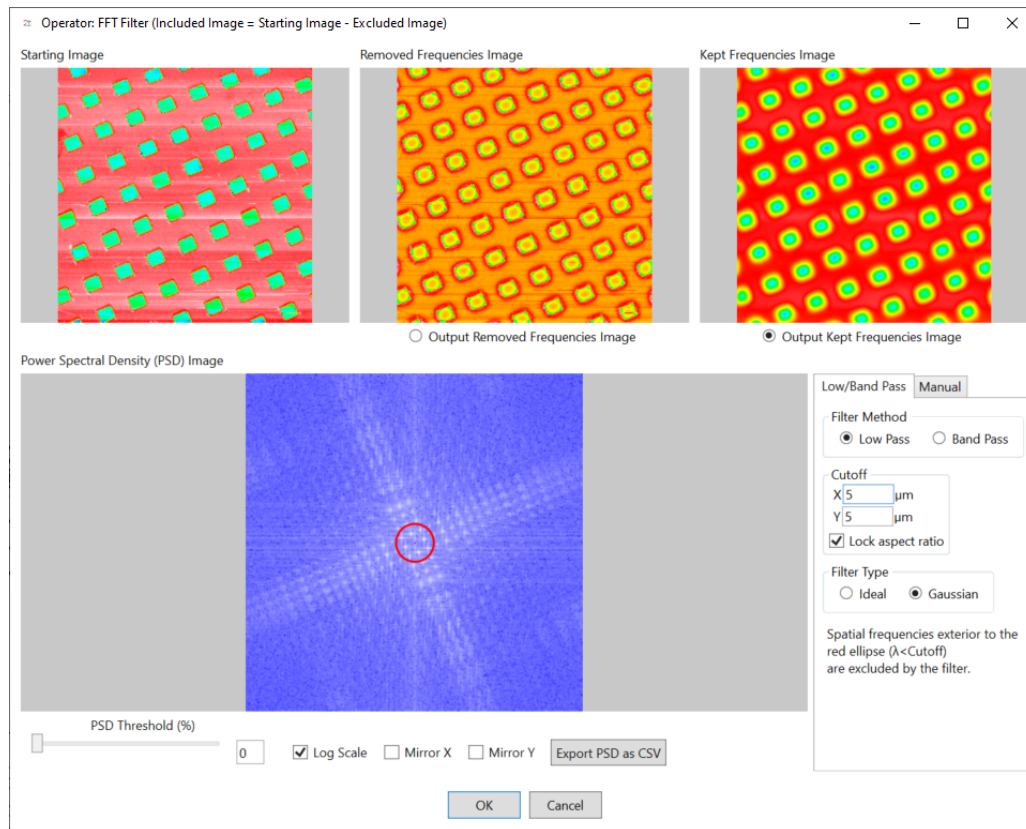 Operator: FFT Filter (Included Image = Starting Image - Excluded Image)
Starting Image
Removed Frequencies Image
Kept Frequencies Image
Output Removed Frequencies Image
Output Kept Frequencies Image
Power Spectral Density (PSD) Image
Low/Band Pass
Manual
Filter Method
Low Pass
Band Pass
Cutoff
X 5 µm
Y 5 µm
Lock aspect ratio
Filter Type
Ideal
Gaussian
Spatial frequencies exterior to the
red ellipse (λ<Cutoff)
are excluded by the filter.
PSD Threshold (%)
0
Log Scale
Mirror X
Mirror Y
Export PSD as CSV
OK
Cancel